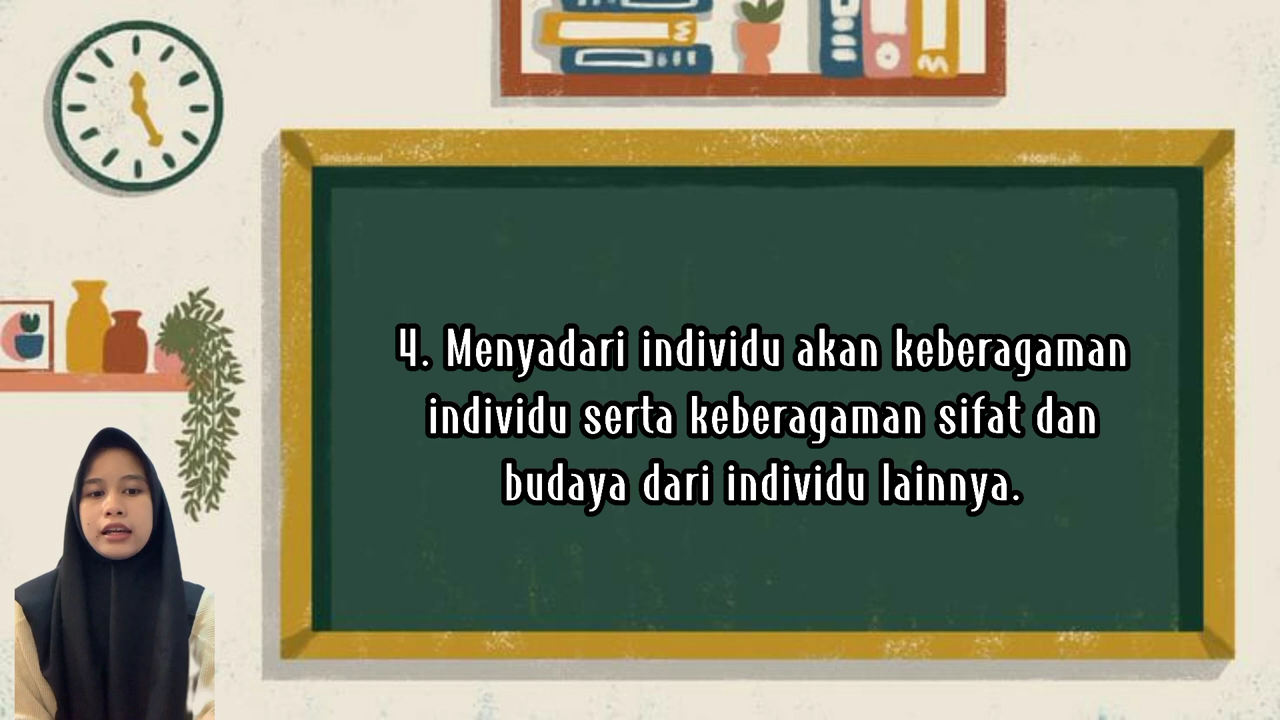 4. Menyadari individu akan keberagaman
individu serta keberagaman sifat dan
budaya dari individu lainnya.